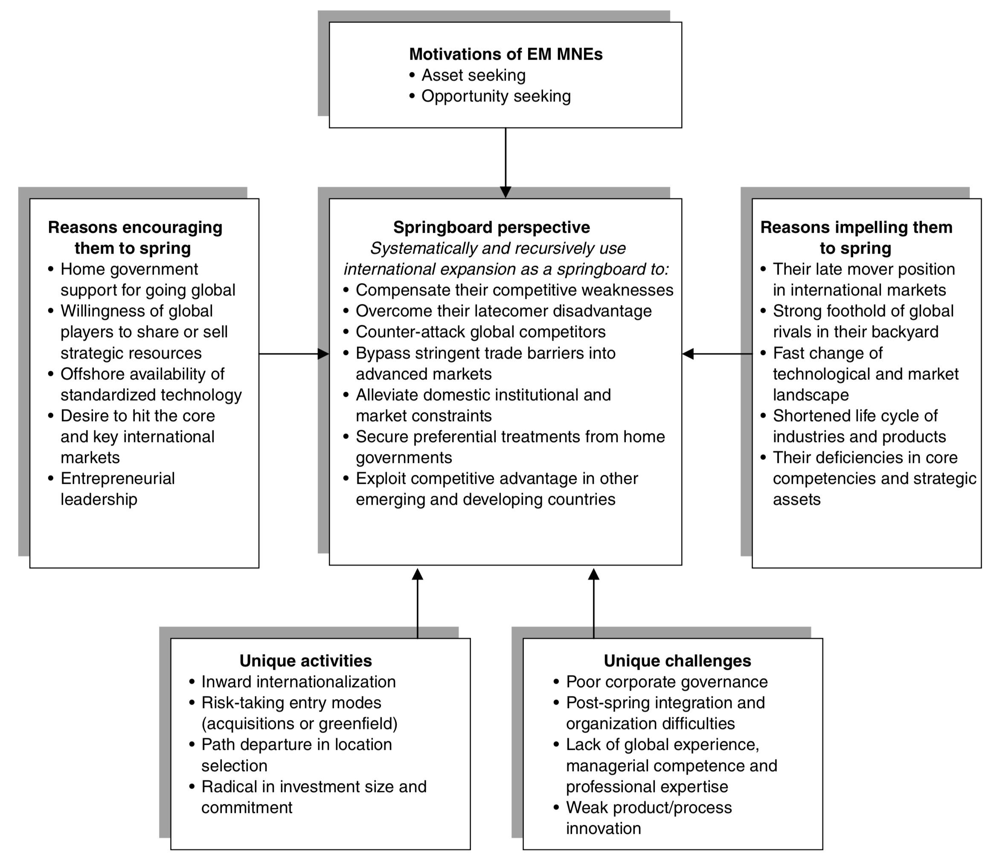 Motivations of EM MNEs
• Asset seeking
• Opportunity seeking
Reasons encouraging
them to spring
• Home government
support for going global
• Willingness of global
players to share or sell
strategic resources
• Offshore availability of
standardized technology
• Desire to hit the core
and key international
markets
• Entrepreneurial
leadership
Springboard perspective
Systematically and recursively use
international expansion as a springboard to:
• Compensate their competitive weaknesses
• Overcome their latecomer disadvantage
• Counter-attack global competitors
• Bypass stringent trade barriers into
advanced markets
• Alleviate domestic institutional and
market constraints
• Secure preferential treatments from home
governments
• Exploit competitive advantage in other
emerging and developing countries
Reasons impelling them
to spring
• Their late mover position
in international markets
• Strong foothold of global
rivals in their backyard
• Fast change of
technological and market
landscape
• Shortened life cycle of
industries and products
• Their deficiencies in core
competencies and strategic
assets
Unique activities
• Inward internationalization
• Risk-taking entry modes
(acquisitions or greenfield)
• Path departure in location
selection
• Radical in investment size and
commitment
Unique challenges
• Poor corporate governance
• Post-spring integration and
organization difficulties
• Lack of global experience,
managerial competence and
professional expertise
• Weak product/process
innovation